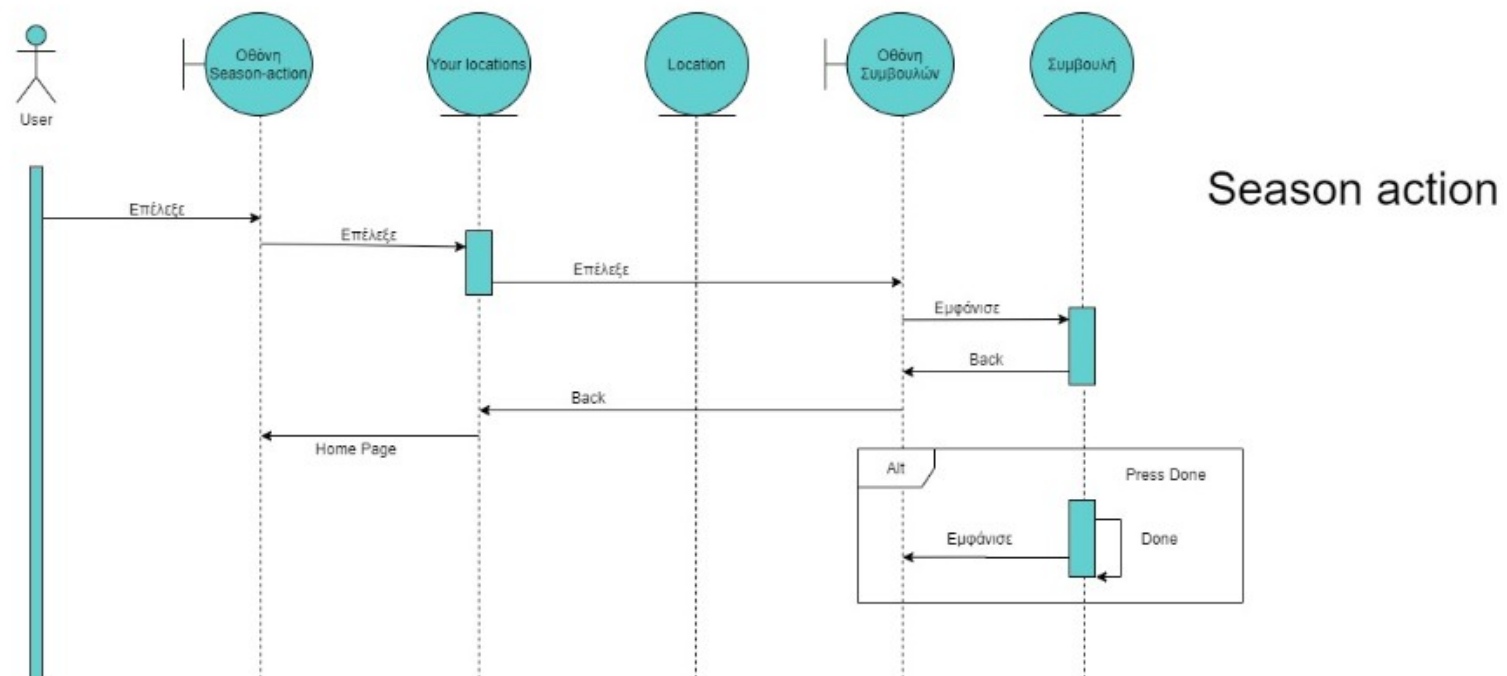 Οθόνη
Season-action
Your locations
Location
Οθόνη
Συμβουλών
Συμβουλή
User
Season action
Επέλεξε
Επέλεξε
Επέλεξε
Εμφάνισε
Back
Back
Home Page
Alt
Press Done
Εμφάνισε
Done